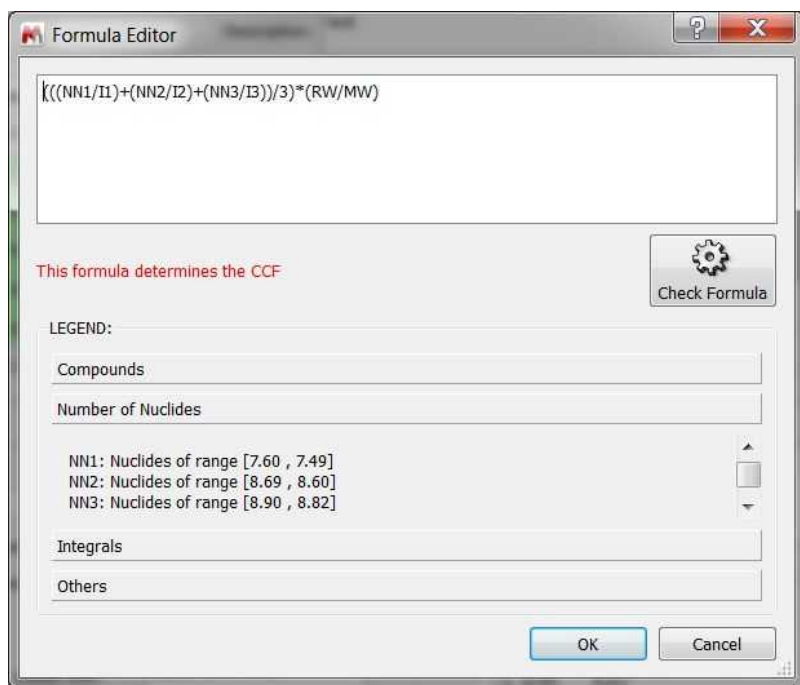 Formula Editor
(((NN1/I1)+(NN2/I2)+(NN3/I3))/3)*(RW/MW)
This formula determines the CCF
Check Formula
LEGEND:
Compounds
Number of Nuclides
NN1: Nuclides of range [7.60 , 7.49]
NN2: Nuclides of range [8.69 , 8.60]
NN3: Nuclides of range [8.90 , 8.82]
Integrals
Others
OK
Cancel